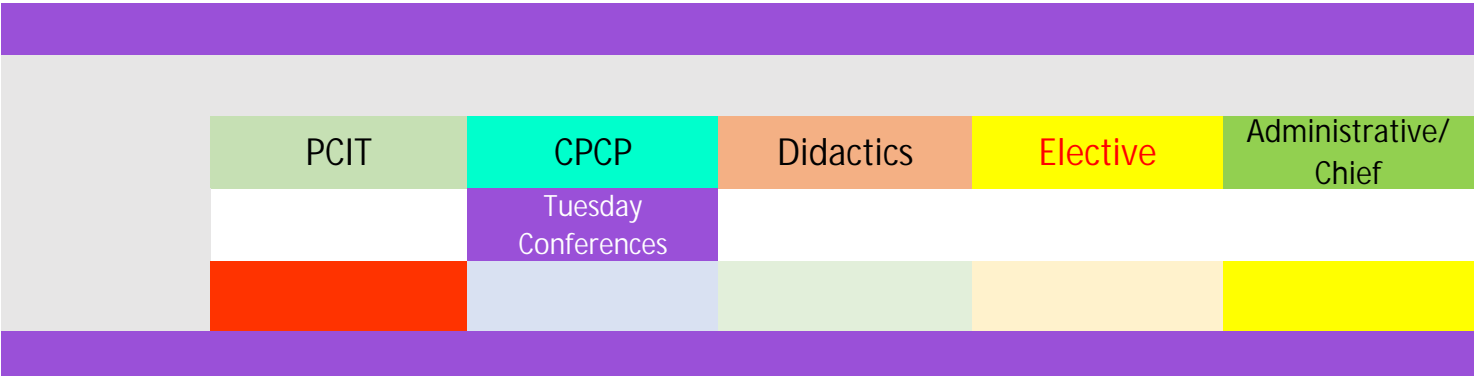 PCIT CPCP Didactics Elective Administrative/
Chief
Tuesday
Conferences